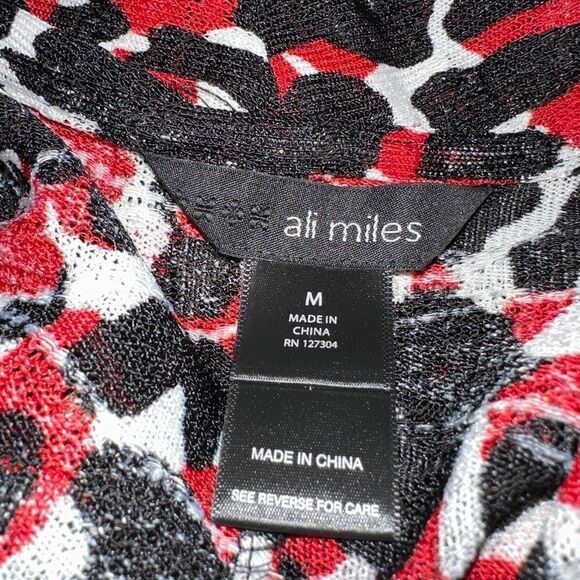 ali miles
M
MADE IN
CHINA
RN 127304
MADE IN CHINA
SEE REVERSE FOR CARE